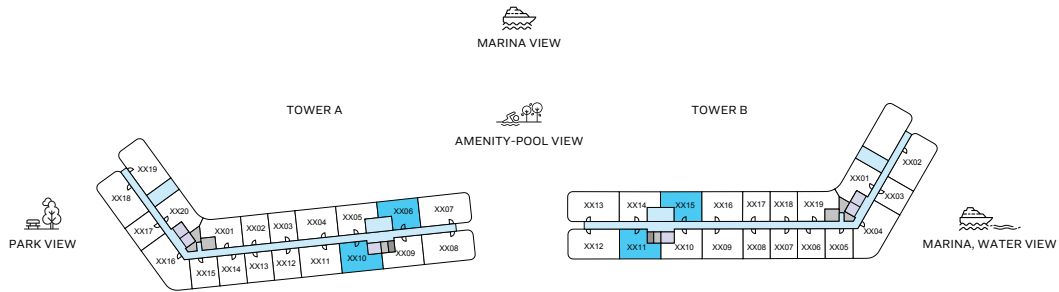 MARINA VIEW
TOWER A
TOWER B
AMENITY-POOL VIEW
PARK VIEW
MARINA, WATER VIEW
XX19
XX18
XX20
XX17
XX16
XX01
XX02
XX03
XX04
XX05
XX06
XX07
XX15
XX14
XX13
XX12
XX11
XX10
XX09
XX08
XX13
XX14
XX15
XX16
XX17
XX18
XX19
XX01
XX02
XX03
XX04
XX12
XX11
XX10
XX09
XX08
XX07
XX06
XX05